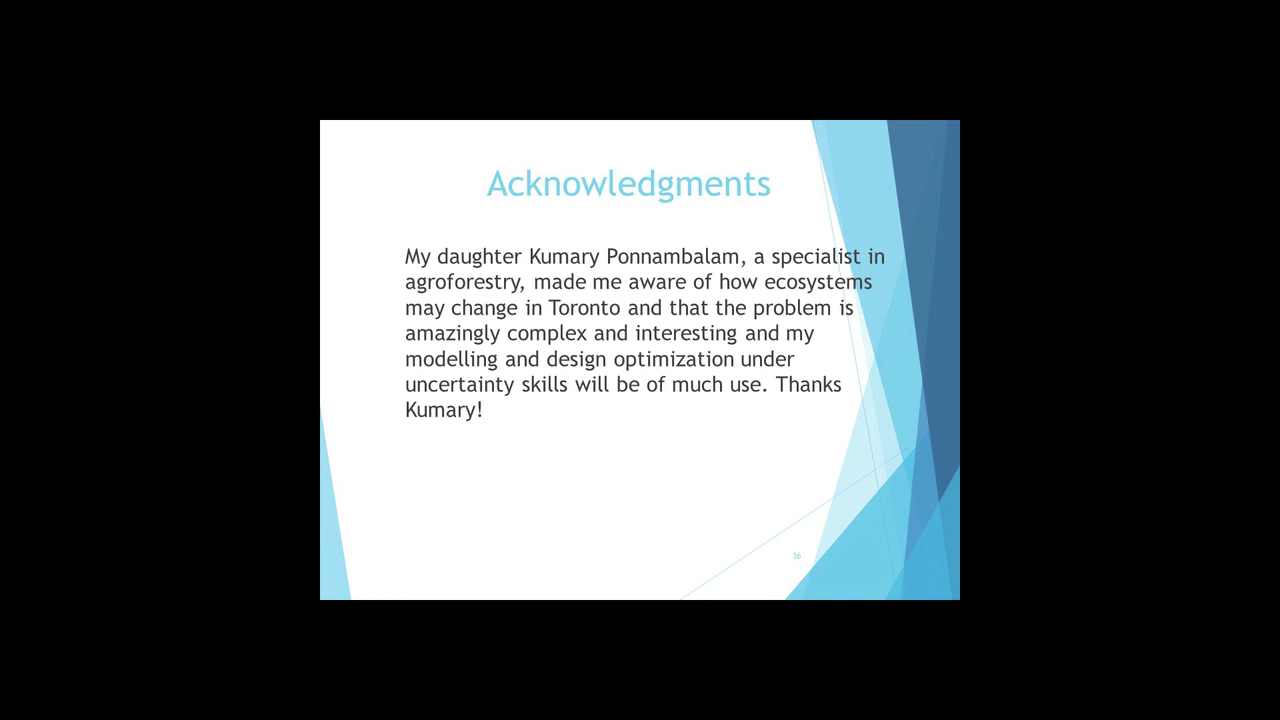 Acknowledgments
My daughter Kumary Ponnambalam, a specialist in
agroforestry, made me aware of how ecosystems
may change in Toronto and that the problem is
amazingly complex and interesting and my
modelling and design optimization under
uncertainty skills will be of much use. Thanks
Kumary!
36